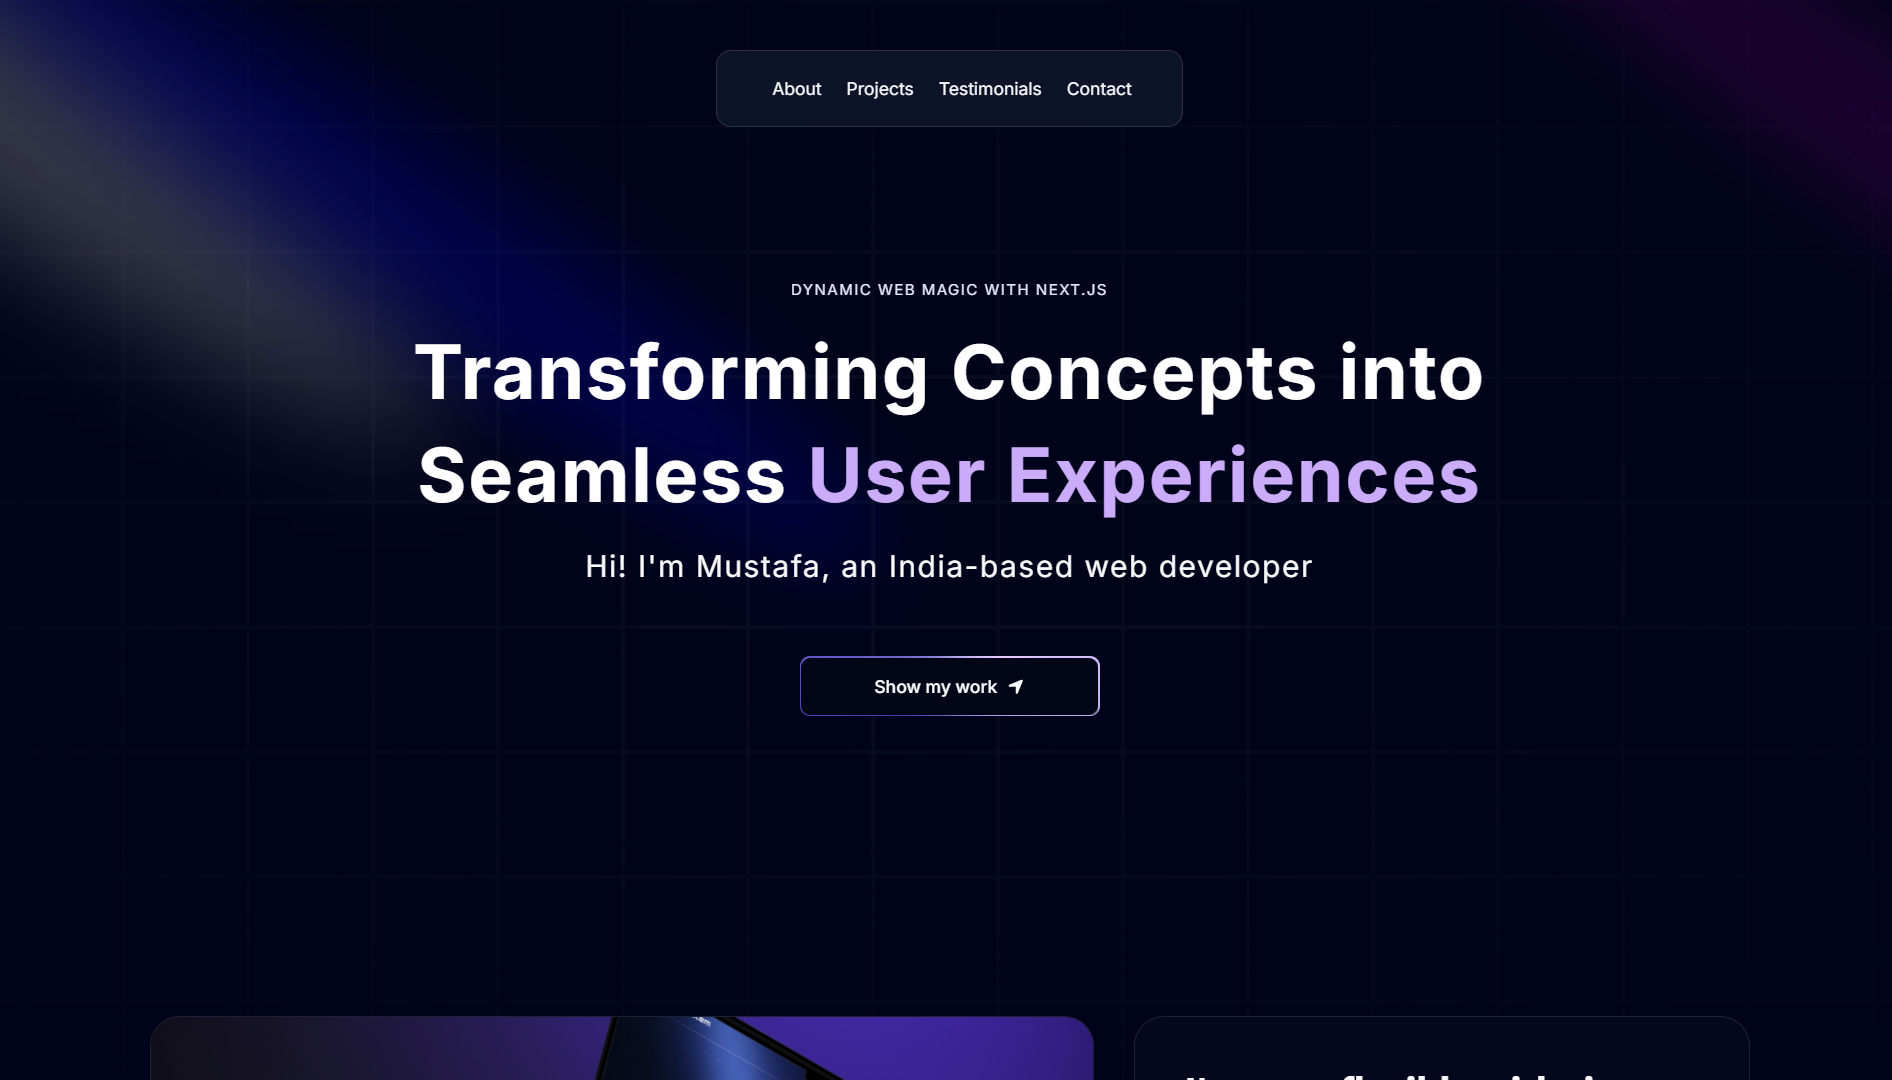 About Projects Testimonials Contact
DYNAMIC WEB MAGIC WITH NEXT.JS
Transforming Concepts into
Seamless User Experiences
Hi! I'm Mustafa, an India-based web developer
Show my work